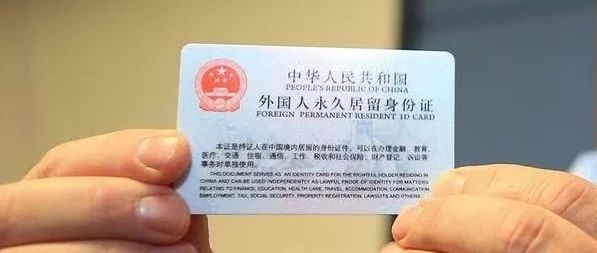 中华人民共和国
PEOPLE'S REPUBLIC OF CHINA
外国人永久居留身份证
FOREIGN PERMANENT RESIDENT ID CARD
本证是持证人在中国境内居留的身份证件，可以在办理金融、教育、
医疗、交通、住宿、通信、工作、税收和社会保险、财产登记、诉讼等
事务时单独使用。
THIS DOCUMENT SERVES AS AN IDENTITY CARD FOR THE RIGHTFUL HOLDER RESIDING IN
CHINA AND CAN BE USED INDEPENDENTLY AS LAWFUL PROOF OF IDENTITY FOR MATTERS
RELATING TO FINANCE, EDUCATION, HEALTH CARE, TRAVEL, ACCOMMODATION, COMMUNICATION,
EMPLOYMENT, TAX, SOCIAL SECURITY, PROPERTY REGISTRATION, LAWSUITS AND OTHERS.